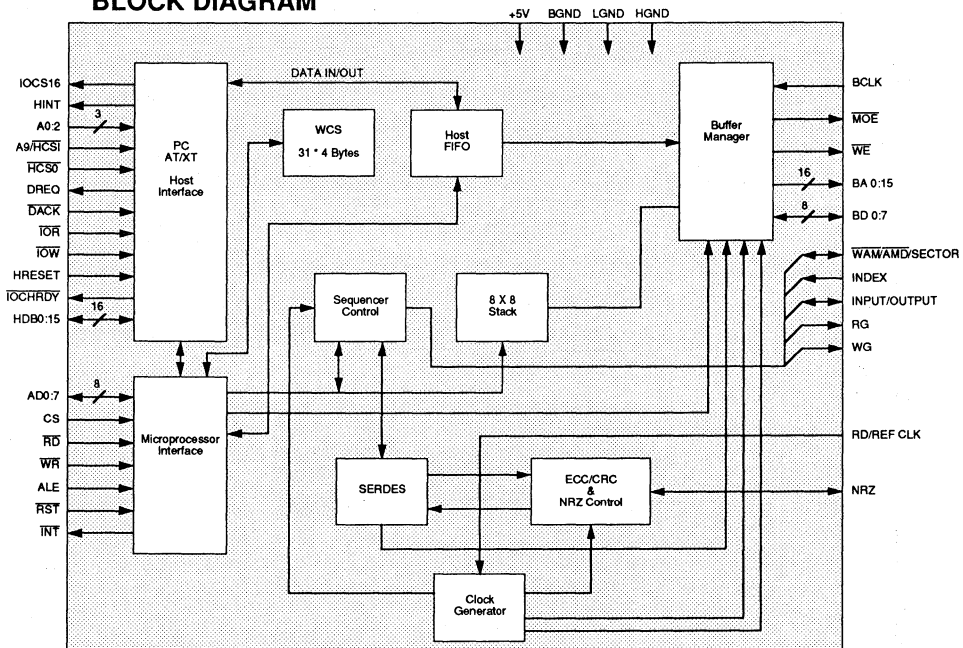 BLOCK DIAGRAM
+5V BGND LGND HGND
IOCS16
HINT
A0:2
3
A9/HCSI
HCS0
DREQ
DACK
IOR
IOW
HRESET
IOCHRDY
HDB0:15
16
PC
AT/XT
Host
Interface
DATA IN/OUT
WCS
31 * 4 Bytes
Host
FIFO
Buffer
Manager
BCLK
MOE
WE
16
BA 0:15
8
BD 0:7
WAM/AMD/SECTOR
INDEX
INPUT/OUTPUT
RG
WG
Sequencer
Control
8 X 8
Stack
AD0:7
8
CS
RD
WR
ALE
RST
INT
Microprocessor
Interface
SERDES
ECC/CRC
&
NRZ Control
RD/REF CLK
NRZ
Clock
Generator